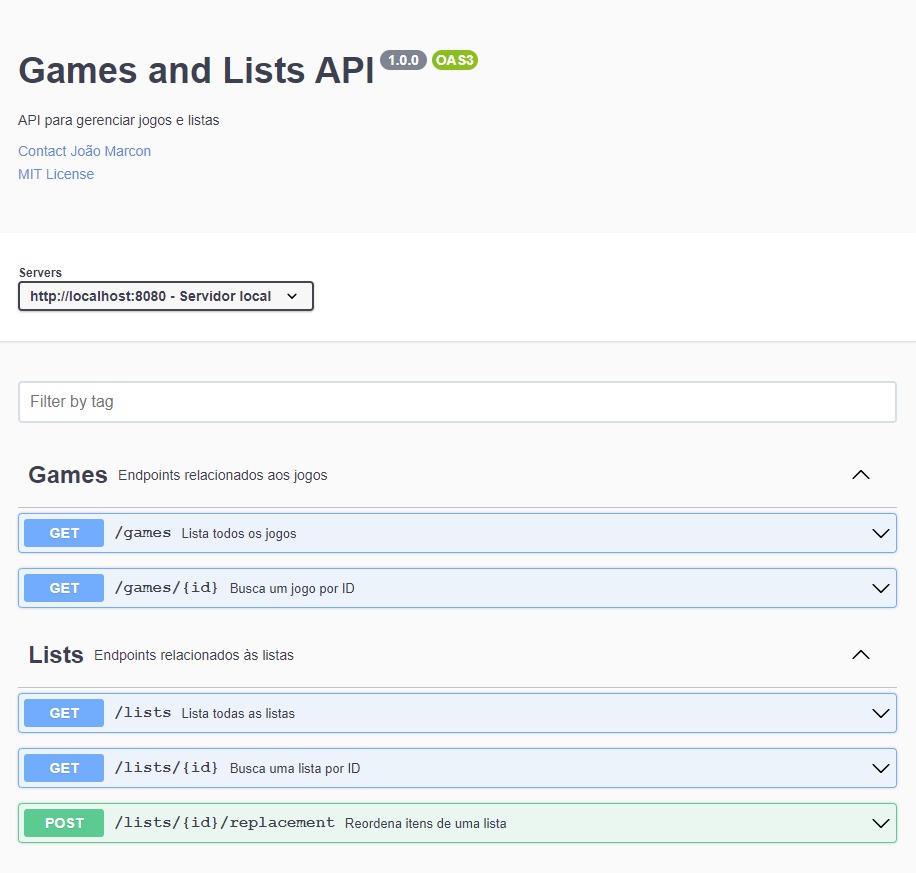 Games and Lists API 1.0.0 OAS3
API para gerenciar jogos e listas
Contact João Marcon
MIT License
Servers
http://localhost:8080 - Servidor local
Filter by tag
Games Endpoints relacionados aos jogos
GET /games Lista todos os jogos
GET /games/{id} Busca um jogo por ID
Lists Endpoints relacionados às listas
GET /lists Lista todas as listas
GET /lists/{id} Busca uma lista por ID
POST /lists/{id}/replacement Reordena itens de uma lista